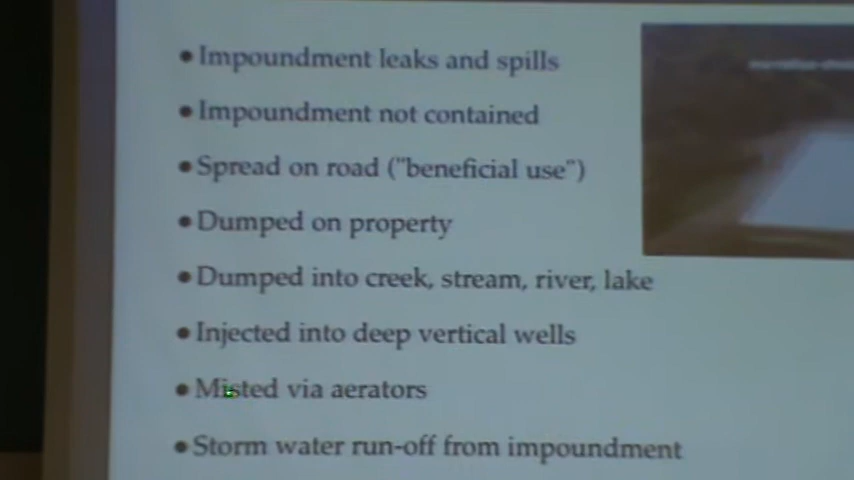 • Impoundment leaks and spills
• Impoundment not contained
• Spread on road ("beneficial use")
• Dumped on property
• Dumped into creek, stream, river, lake
• Injected into deep vertical wells
• Misted via aerators
• Storm water run-off from impoundment